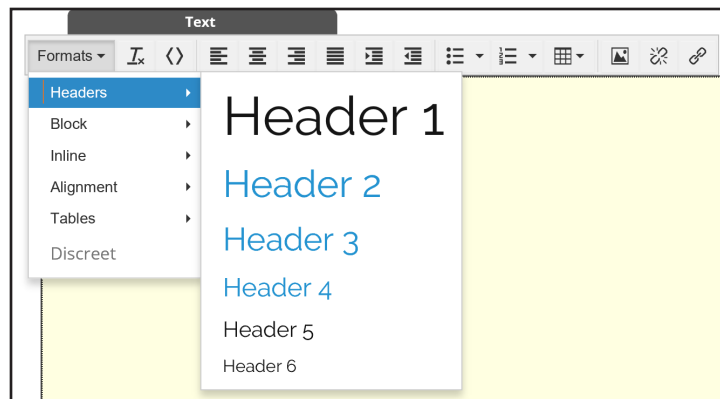 Text
Formats
Headers
Block
Inline
Alignment
Tables
Discreet
Header 1
Header 2
Header 3
Header 4
Header 5
Header 6